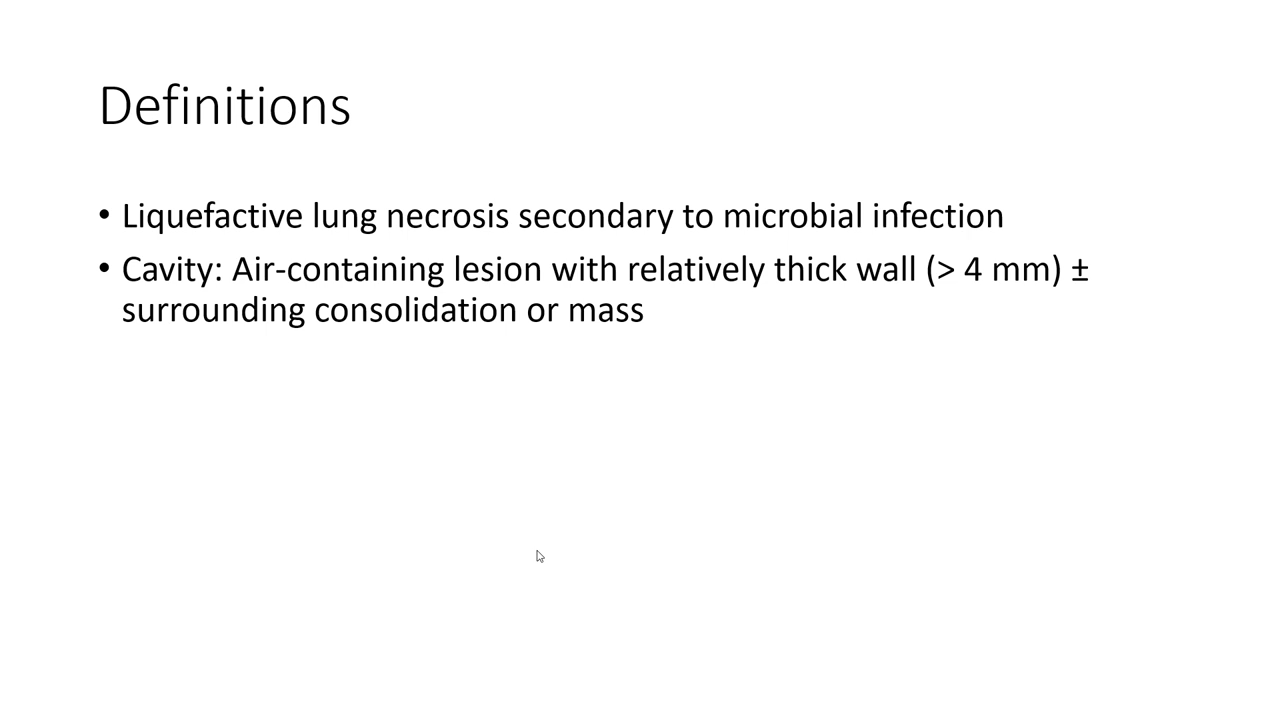 Definitions
• Liquefactive lung necrosis secondary to microbial infection
• Cavity: Air-containing lesion with relatively thick wall (> 4 mm) ±
surrounding consolidation or mass